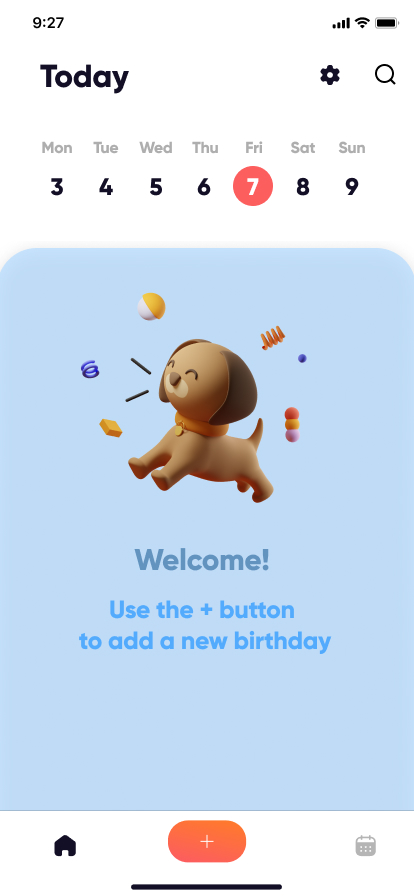 9:27
Today
Mon Tue Wed Thu Fri Sat Sun
3 4 5 6 7 8 9
Welcome!
Use the + button
to add a new birthday
+